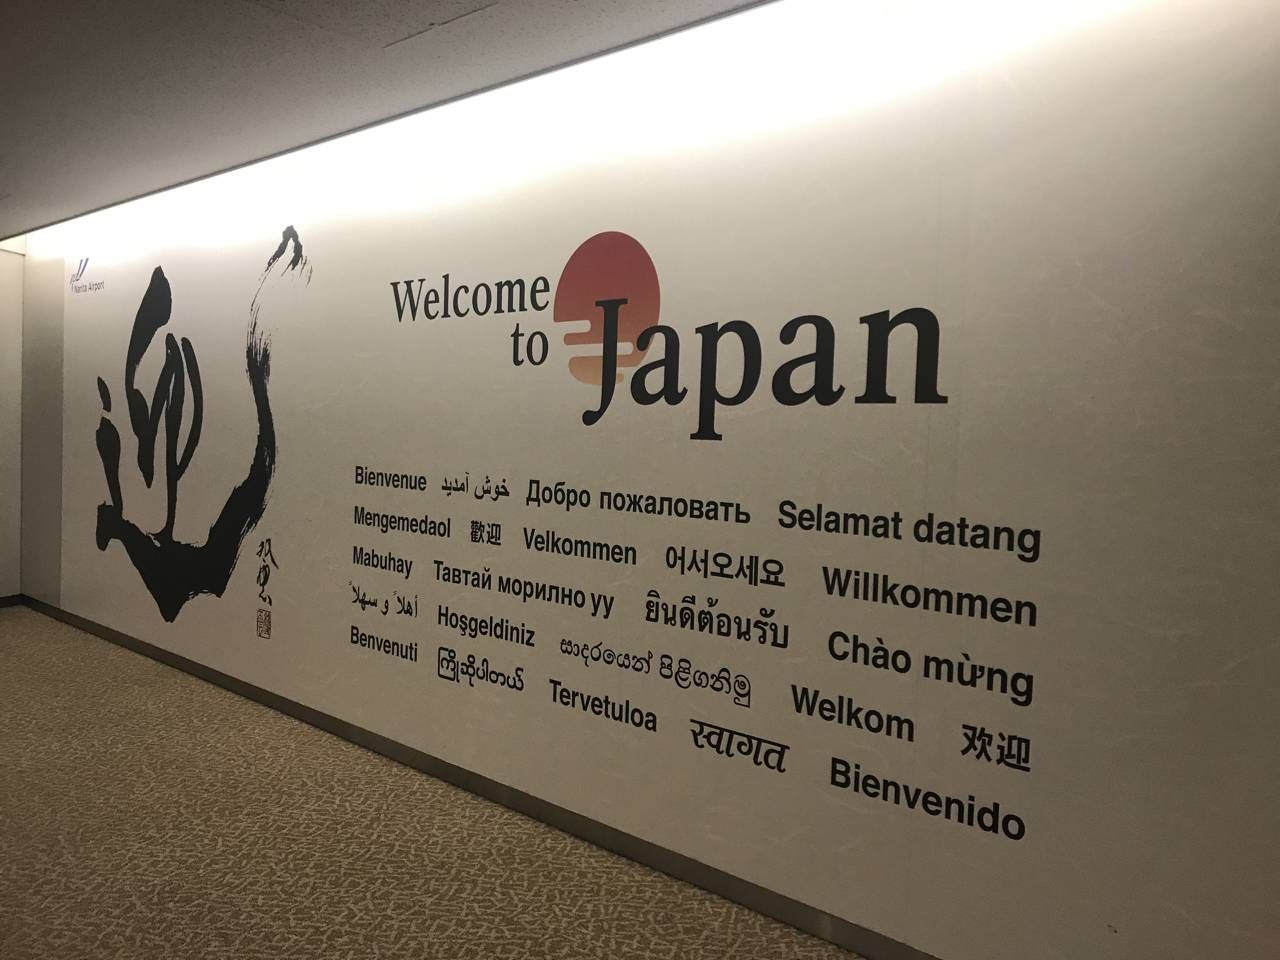 Narita Airport
迎
Welcome
to Japan
Bienvenue خوش آمدید Добро пожаловать Selamat datang
Mengemedaol 歡迎 Velkommen 어서오세요 Willkommen
Mabuhay Тавтай морилно уу ยินดีต้อนรับ Chào mừng
أهلاً و سهلاً Hoşgeldiniz සාදරයෙන් පිළිගනිමු Welkom 欢迎
Benvenuti ကြိုဆိုပါတယ် Tervetuloa स्वागत Bienvenido